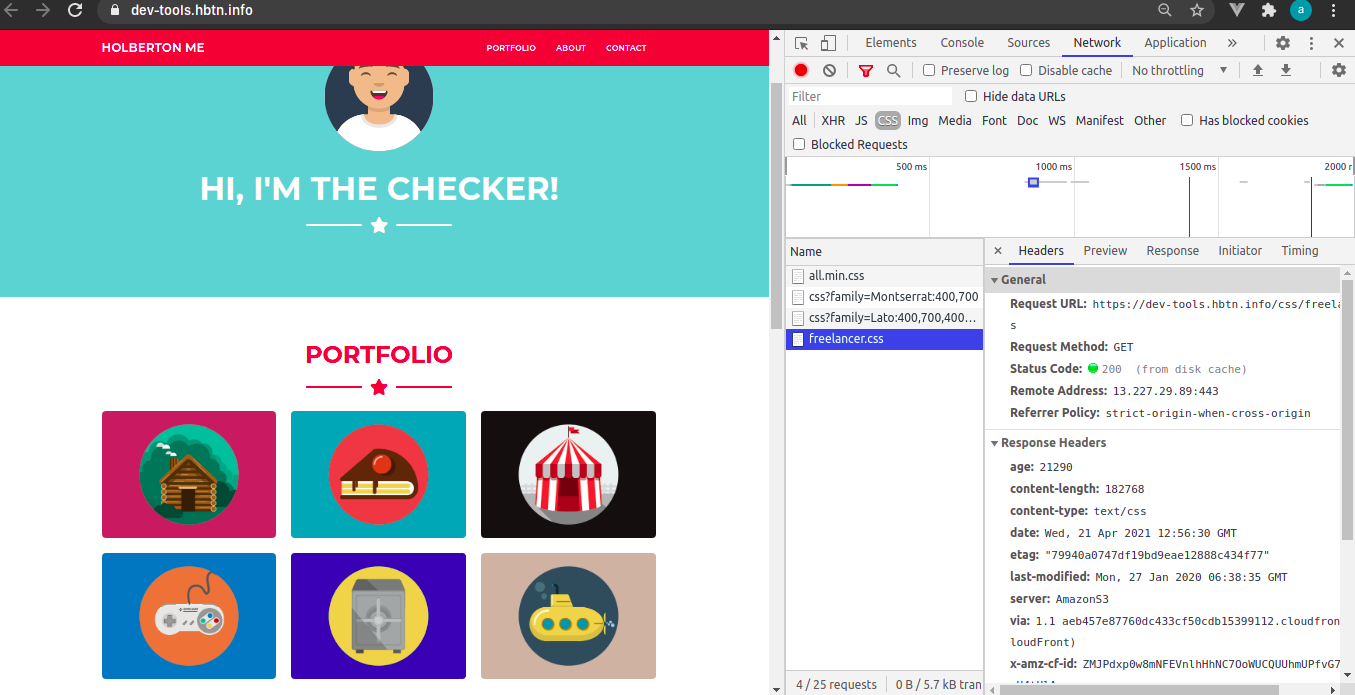 dev-tools.hbtn.info
a
HOLBERTON ME
PORTFOLIO ABOUT CONTACT
HI, I'M THE CHECKER!
PORTFOLIO
Elements Console Sources Network Application »
Preserve log Disable cache No throttling
Filter Hide data URLs
All XHR JS CSS Img Media Font Doc WS Manifest Other Has blocked cookies
Blocked Requests
500 ms 1000 ms 1500 ms 2000 r
Name
all.min.css
css?family=Montserrat:400,700
css?family=Lato:400,700,400…
freelancer.css
4 / 25 requests 0 B / 5.7 kB tran
× Headers Preview Response Initiator Timing
General
Request URL: https://dev-tools.hbtn.info/css/freela
s
Request Method: GET
Status Code: 200 (from disk cache)
Remote Address: 13.227.29.89:443
Referrer Policy: strict-origin-when-cross-origin
Response Headers
age: 21290
content-length: 182768
content-type: text/css
date: Wed, 21 Apr 2021 12:56:30 GMT
etag: "79940a0747df19bd9eae12888c434f77"
last-modified: Mon, 27 Jan 2020 06:38:35 GMT
server: AmazonS3
via: 1.1 aeb457e87760dc433cf50cdb15399112.cloudfron
loudFront)
x-amz-cf-id: ZMJPdxp0w8mNFEVnlhHhNC7OoWUCQUUhmUPfvG7